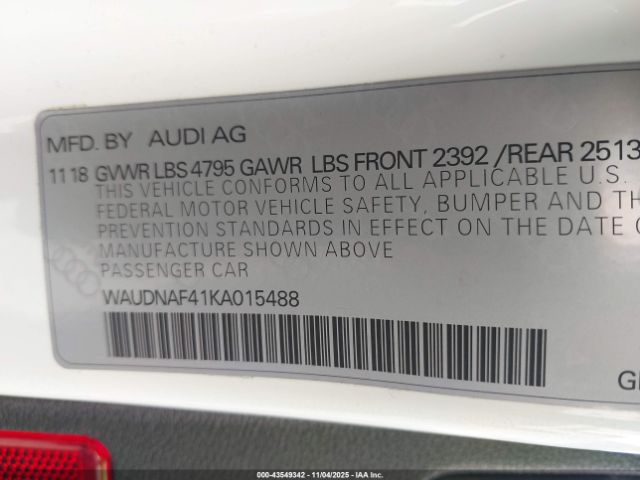 MFD. BY AUDI AG
11 18 GVWR LBS 4795 GAWR LBS FRONT 2392 /REAR 2513
THIS VEHICLE CONFORMS TO ALL APPLICABLE U.S.
FEDERAL MOTOR VEHICLE SAFETY, BUMPER AND TH
PREVENTION STANDARDS IN EFFECT ON THE DATE O
MANUFACTURE SHOWN ABOVE
PASSENGER CAR
WAUDNAF41KA015488
000-43549342 - 11/04/2025 - IAA Inc.